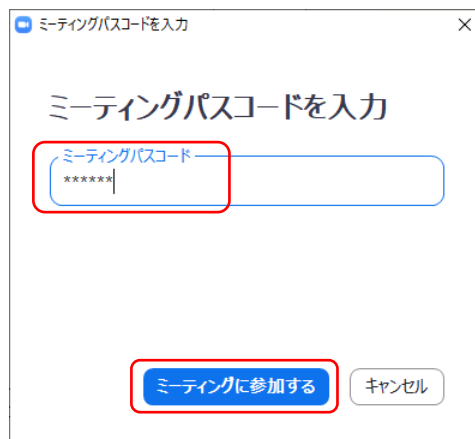 ミーティングパスコードを入力
ミーティングパスコードを入力
ミーティングパスコード
******
ミーティングに参加する
キャンセル